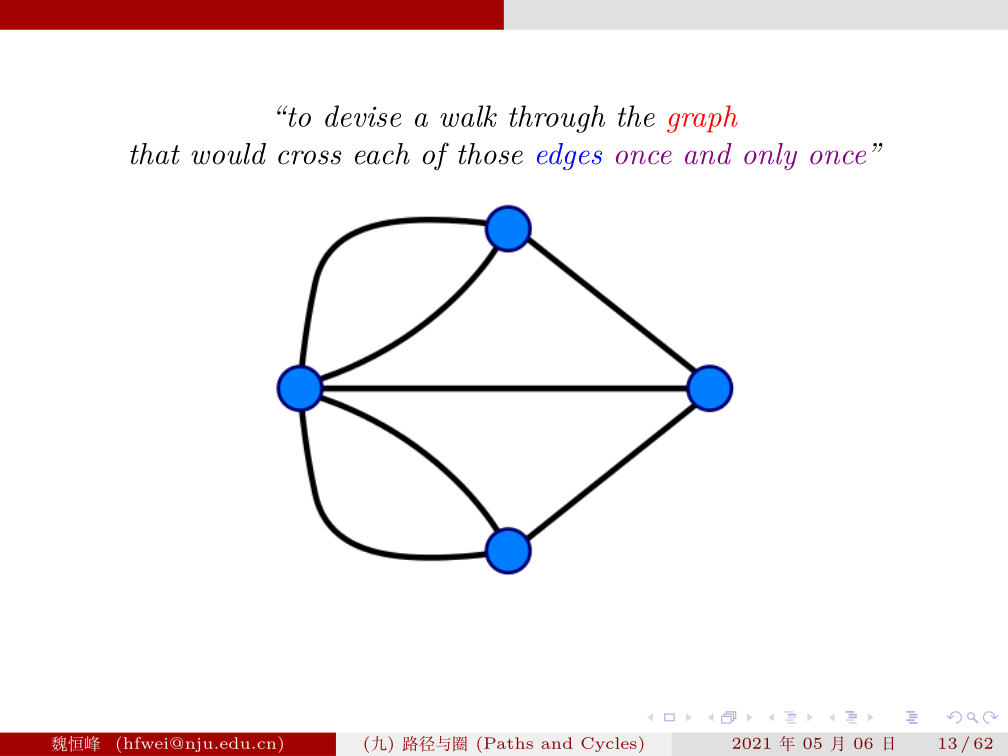 “to devise a walk through the graph
that would cross each of those edges once and only once”
魏恒峰 (hfwei@nju.edu.cn)
(九) 路径与圈 (Paths and Cycles)
2021 年 05 月 06 日
13 / 62